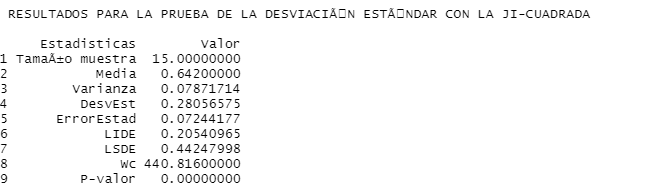 RESULTADOS PARA LA PRUEBA DE LA DESVIACIÃ▯N ESTÃ▯NDAR CON LA JI-CUADRADA
Estadisticas Valor
1 TamaÃ±o muestra 15.00000000
2 Media 0.64200000
3 Varianza 0.07871714
4 DesvEst 0.28056575
5 ErrorEstad 0.07244177
6 LIDE 0.20540965
7 LSDE 0.44247998
8 Wc 440.81600000
9 P-valor 0.00000000